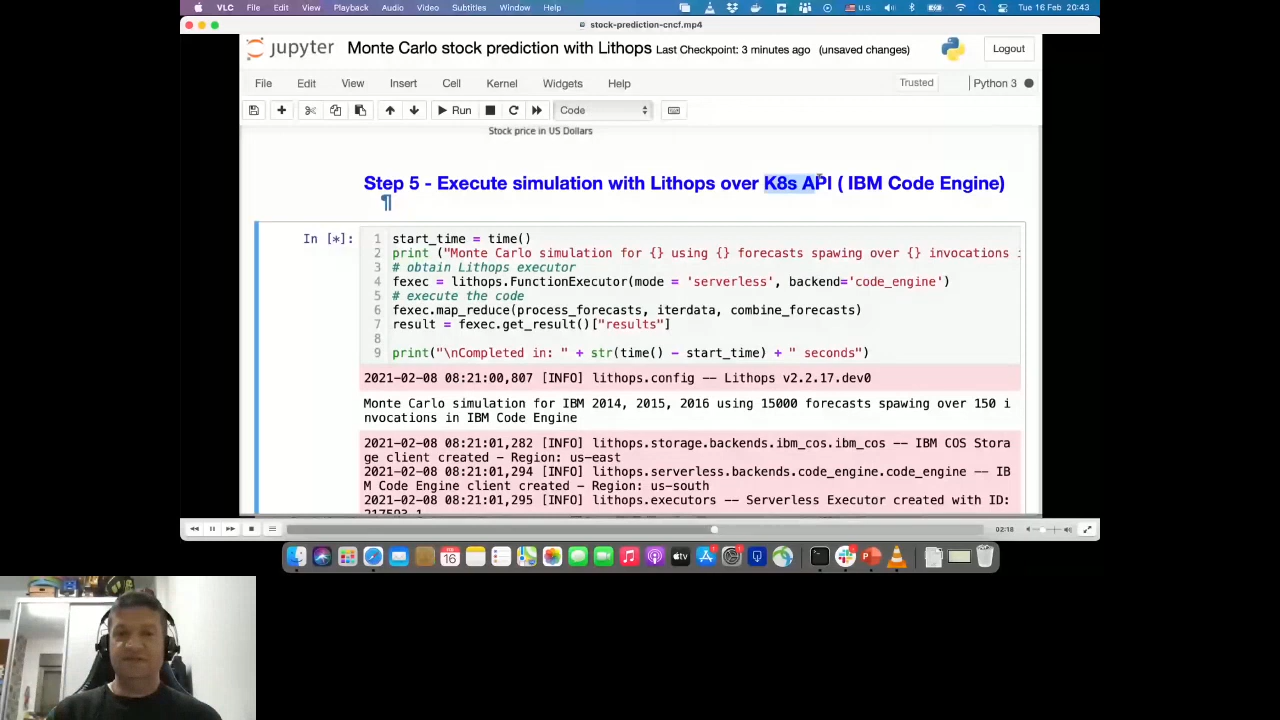 VLC File Edit View Playback Audio Video Subtitles Window Help U.S. Tue 16 Feb 20:43
stock-prediction-cncf.mp4
jupyter Monte Carlo stock prediction with Lithops Last Checkpoint: 3 minutes ago (unsaved changes) Logout
File Edit View Insert Cell Kernel Widgets Help Trusted Python 3
Run Code
Stock price in US Dollars
Step 5 - Execute simulation with Lithops over K8s API ( IBM Code Engine)
¶
In [*]: 1 start_time = time()
2 print ("Monte Carlo simulation for {} using {} forecasts spawing over {} invocations i
3 # obtain Lithops executor
4 fexec = lithops.FunctionExecutor(mode = 'serverless', backend='code_engine')
5 # execute the code
6 fexec.map_reduce(process_forecasts, iterdata, combine_forecasts)
7 result = fexec.get_result()["results"]
8
9 print("\nCompleted in: " + str(time() - start_time) + " seconds")
2021-02-08 08:21:00,807 [INFO] lithops.config -- Lithops v2.2.17.dev0
Monte Carlo simulation for IBM 2014, 2015, 2016 using 15000 forecasts spawing over 150 i
nvocations in IBM Code Engine
2021-02-08 08:21:01,282 [INFO] lithops.storage.backends.ibm_cos.ibm_cos -- IBM COS Stora
ge client created - Region: us-east
2021-02-08 08:21:01,294 [INFO] lithops.serverless.backends.code_engine.code_engine -- IB
M Code Engine client created - Region: us-south
2021-02-08 08:21:01,295 [INFO] lithops.executors -- Serverless Executor created with ID:
02:18
16
tv